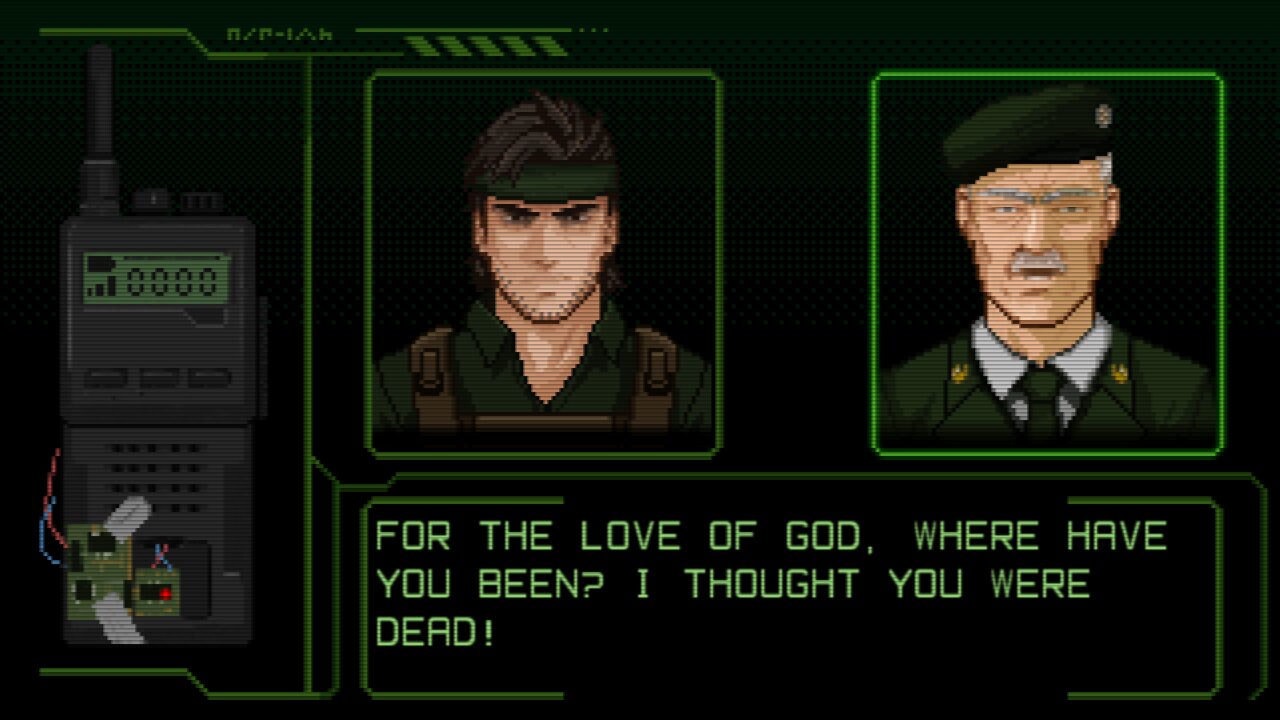 0000
FOR THE LOVE OF GOD, WHERE HAVE
YOU BEEN? I THOUGHT YOU WERE
DEAD!